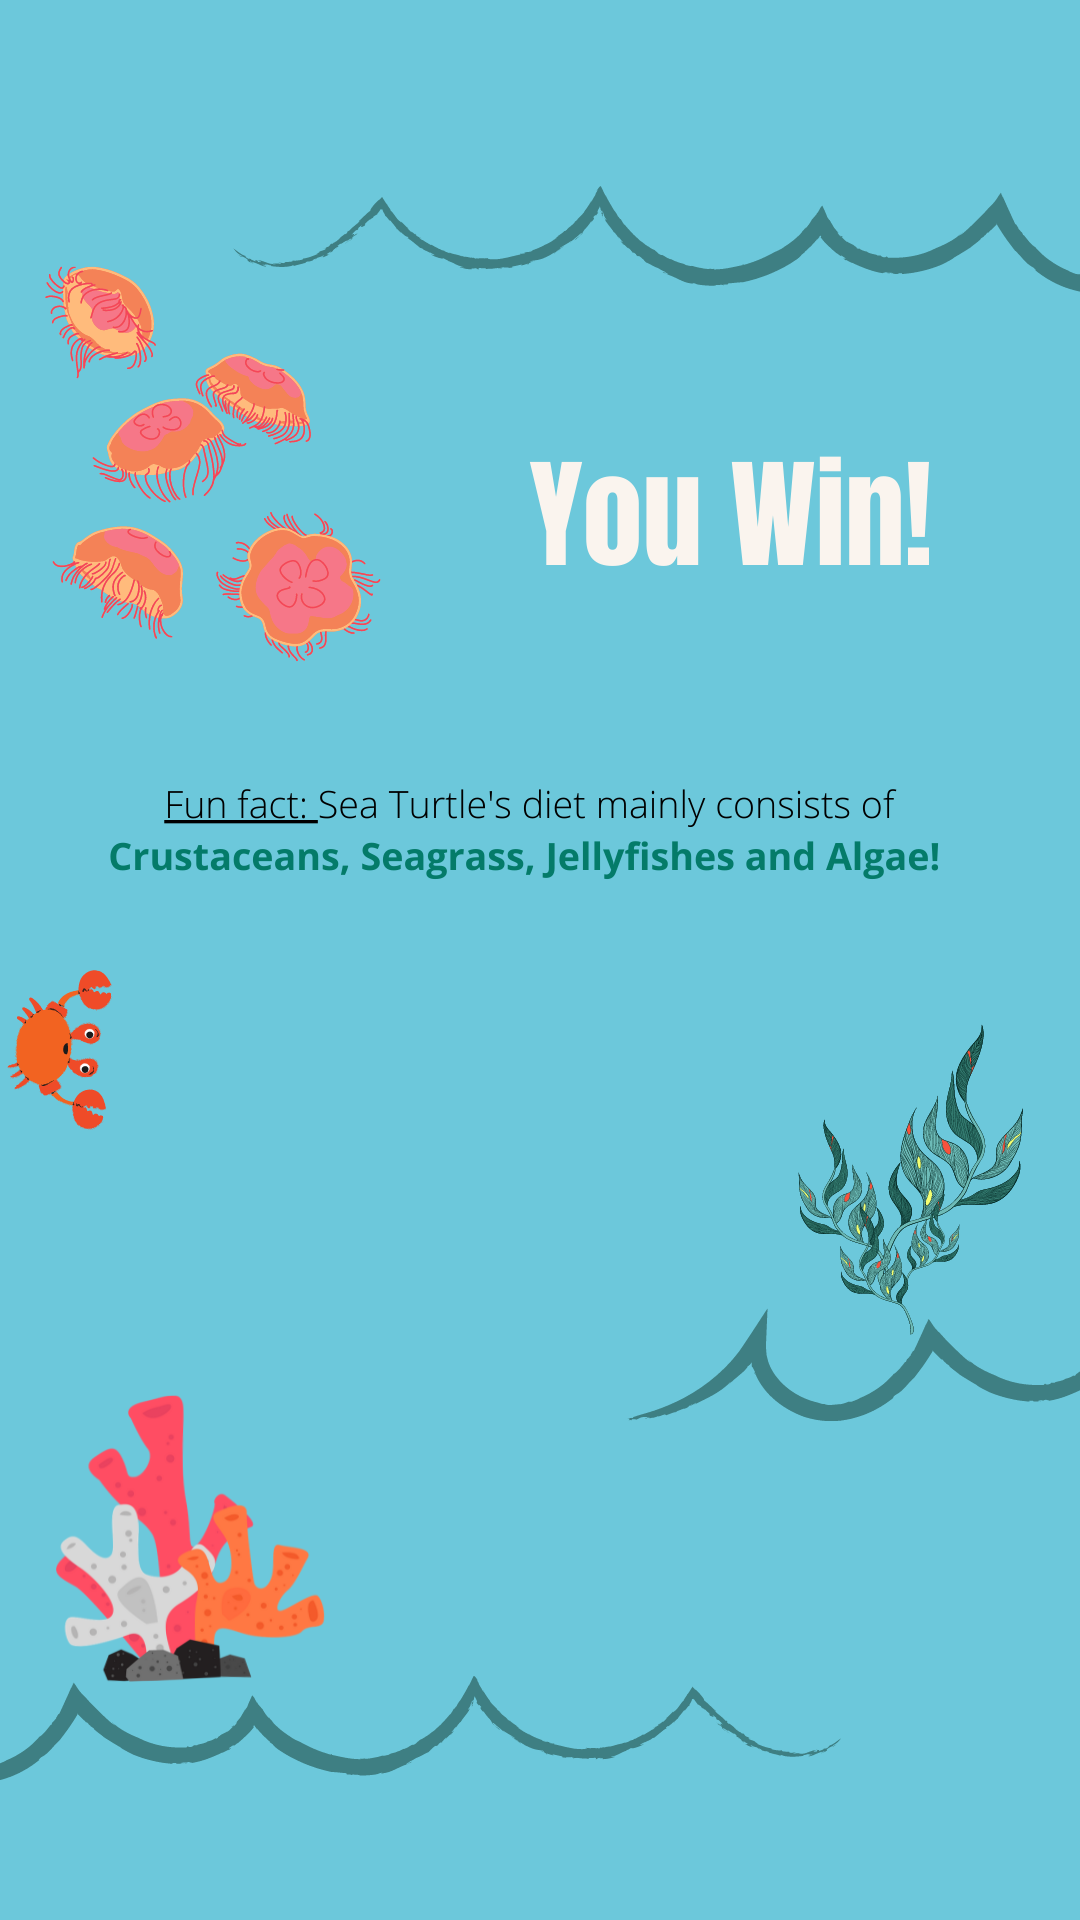 You Win!
Fun fact: Sea Turtle's diet mainly consists of
Crustaceans, Seagrass, Jellyfishes and Algae!